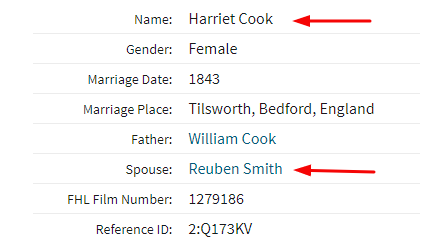 Name: Harriet Cook
Gender: Female
Marriage Date: 1843
Marriage Place: Tilsworth, Bedford, England
Father: William Cook
Spouse: Reuben Smith
FHL Film Number: 1279186
Reference ID: 2:Q173KV